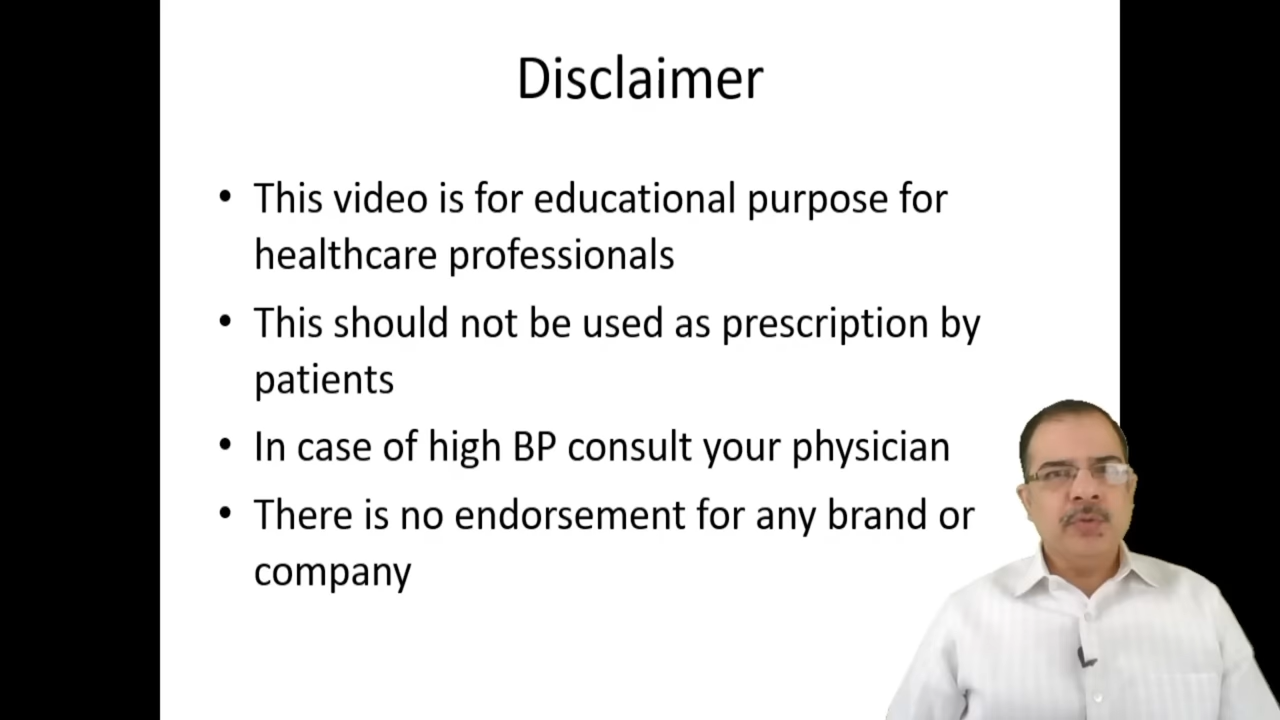 Disclaimer
• This video is for educational purpose for
healthcare professionals
• This should not be used as prescription by
patients
• In case of high BP consult your physician
• There is no endorsement for any brand or
company